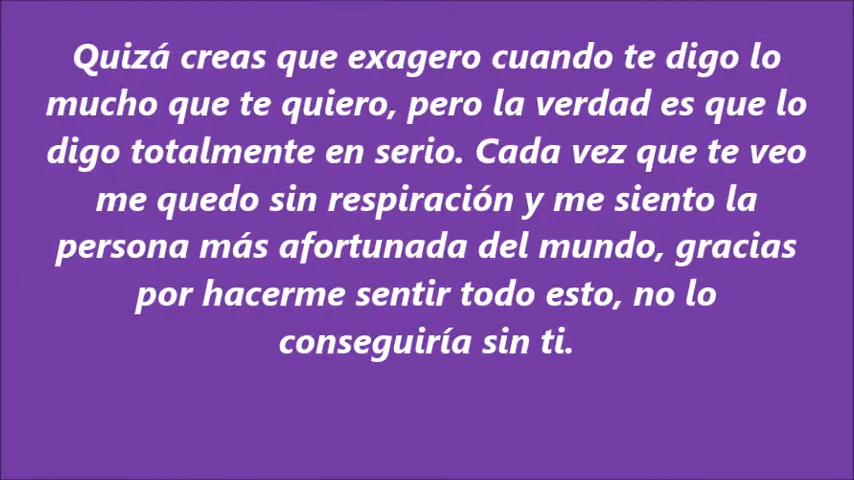 Quizá creas que exagero cuando te digo lo
mucho que te quiero, pero la verdad es que lo
digo totalmente en serio. Cada vez que te veo
me quedo sin respiración y me siento la
persona más afortunada del mundo, gracias
por hacerme sentir todo esto, no lo
conseguiría sin ti.